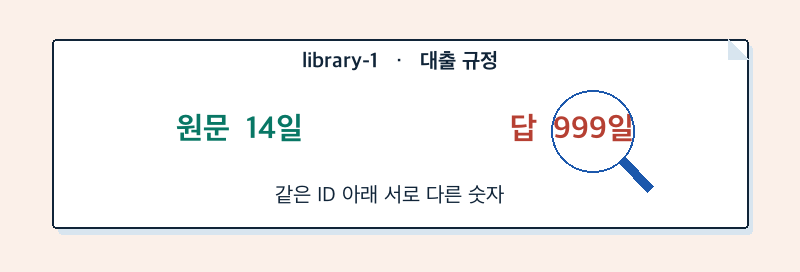 library-1 · 대출 규정
원문 14일 답 999일
같은 ID 아래 서로 다른 숫자